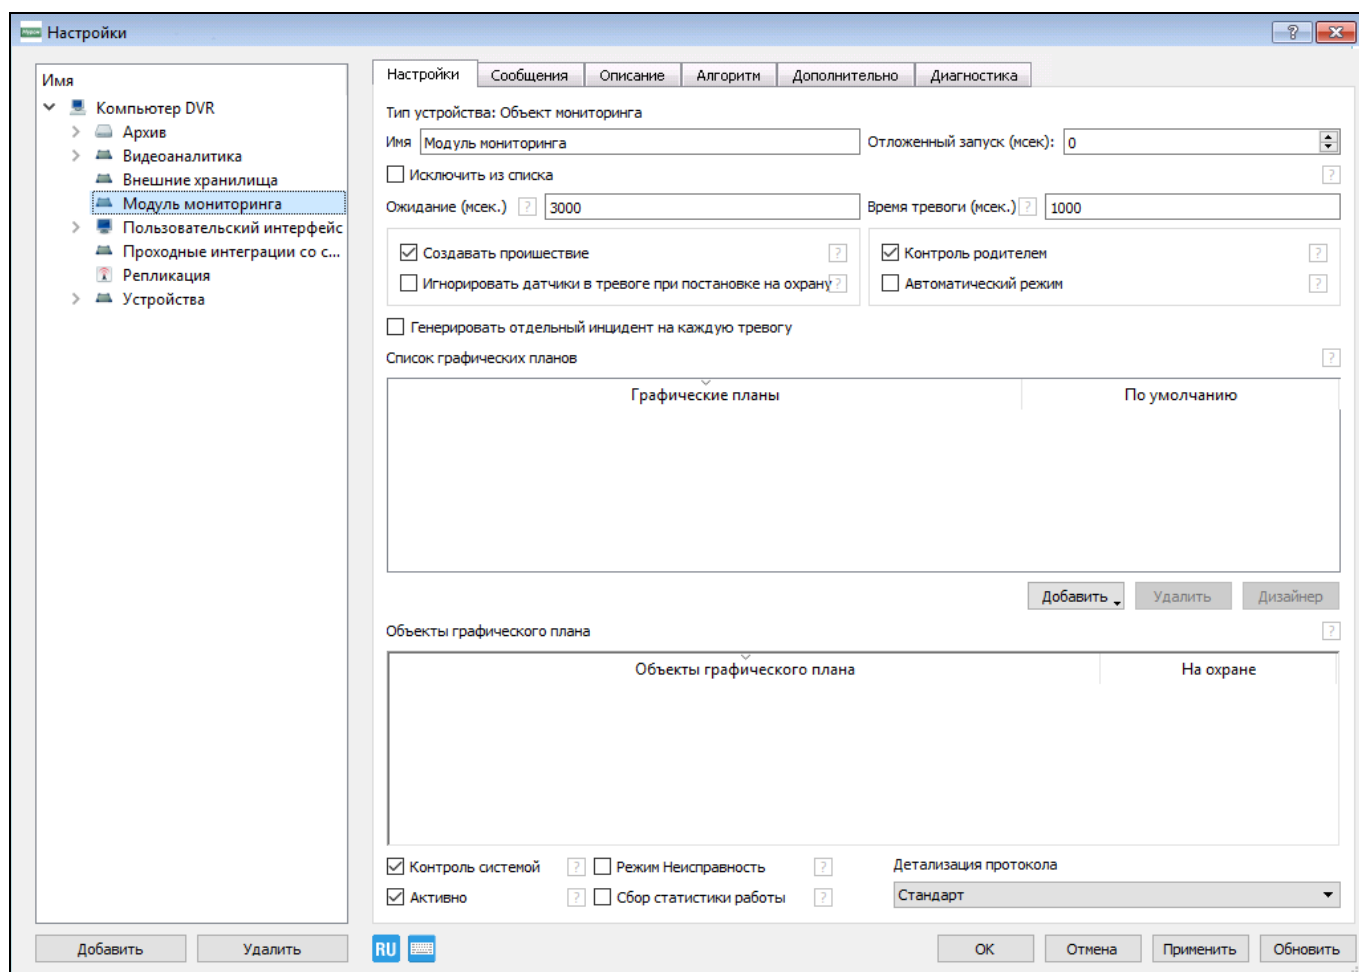 Настройки
Имя
Компьютер DVR
Архив
Видеоаналитика
Внешние хранилища
Модуль мониторинга
Пользовательский интерфейс
Проходные интеграции со с...
Репликация
Устройства
Добавить Удалить
Настройки Сообщения Описание Алгоритм Дополнительно Диагностика
Тип устройства: Объект мониторинга
Имя Модуль мониторинга Отложенный запуск (мсек): 0
Исключить из списка ?
Ожидание (мсек.) ? 3000 Время тревоги (мсек.) ? 1000
Создавать происшествие ? Контроль родителем ?
Игнорировать датчики в тревоге при постановке на охрану ? Автоматический режим ?
Генерировать отдельный инцидент на каждую тревогу
Список графических планов ?
Графические планы По умолчанию
Добавить Удалить Дизайнер
Объекты графического плана ?
Объекты графического плана На охране
Контроль системой ? Режим Неисправность ? Детализация протокола
Активно ? Сбор статистики работы ? Стандарт
RU OK Отмена Применить Обновить